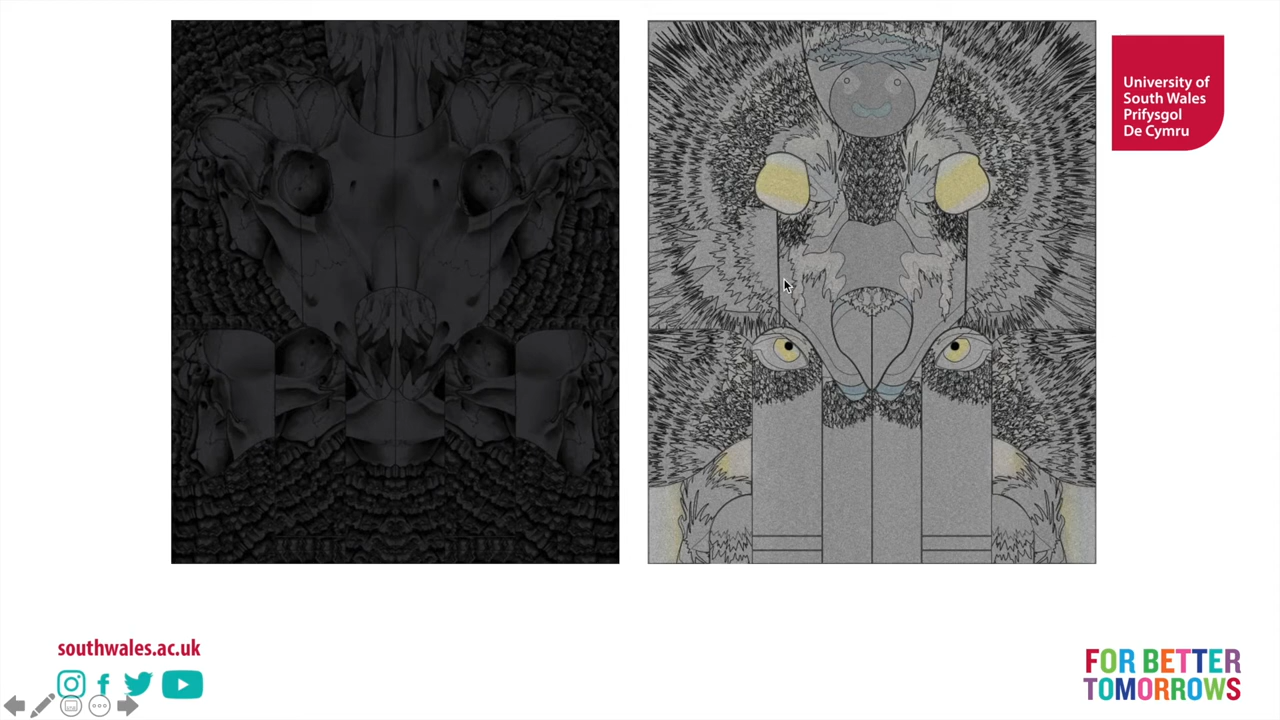 University of
South Wales
Prifysgol
De Cymru
southwales.ac.uk
FOR BETTER
TOMORROWS